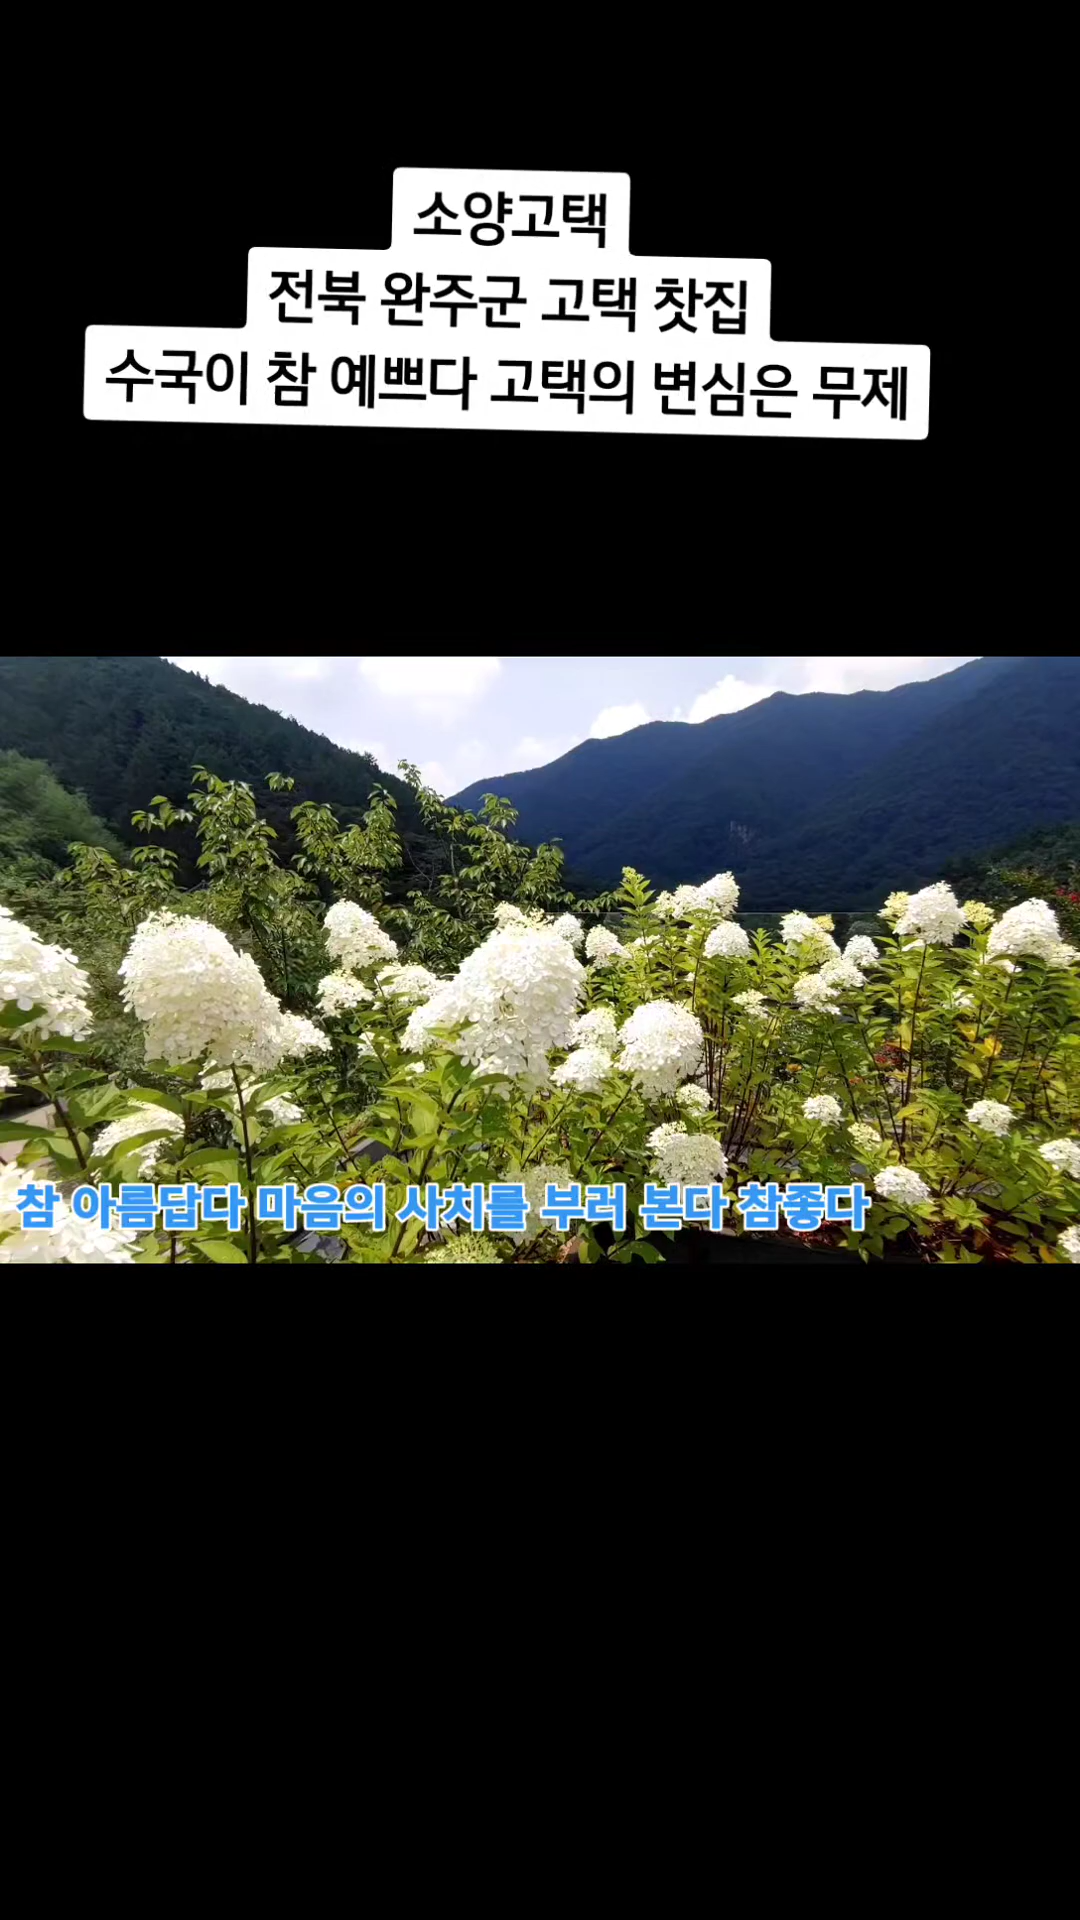 소양고택
전북 완주군 고택 찻집
수국이 참 예쁘다 고택의 변심은 무제
참 아름답다 마음의 사치를 부러 본다 참좋다